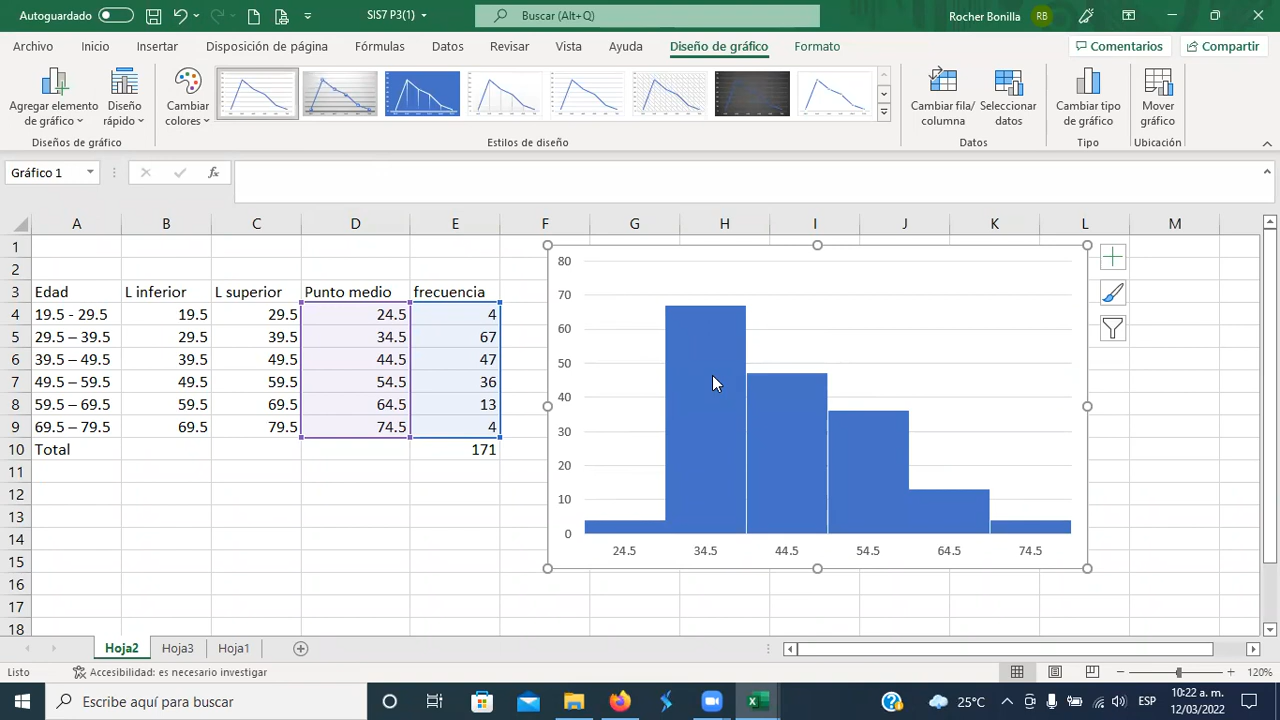 Autoguardado
SIS7 P3(1)
Buscar (Alt+Q)
Rocher Bonilla
RB
Archivo
Inicio
Insertar
Disposición de página
Fórmulas
Datos
Revisar
Vista
Ayuda
Diseño de gráfico
Formato
Comentarios
Compartir
Agregar elemento
de gráfico
Diseño
rápido
Cambiar
colores
Cambiar fila/
columna
Seleccionar
datos
Cambiar tipo
de gráfico
Mover
gráfico
Diseños de gráfico
Estilos de diseño
Datos
Tipo
Ubicación
Gráfico 1
fx
A B C D E F G H I J K L M
1
2
3 Edad L inferior L superior Punto medio frecuencia
4 19.5 - 29.5 19.5 29.5 24.5 4
5 29.5 – 39.5 29.5 39.5 34.5 67
6 39.5 – 49.5 39.5 49.5 44.5 47
7 49.5 – 59.5 49.5 59.5 54.5 36
8 59.5 – 69.5 59.5 69.5 64.5 13
9 69.5 – 79.5 69.5 79.5 74.5 4
10 Total 171
11
12
13
14
15
16
17
18
80
70
60
50
40
30
20
10
0
24.5 34.5 44.5 54.5 64.5 74.5
Hoja2 Hoja3 Hoja1
Listo
Accesibilidad: es necesario investigar
120%
Escribe aquí para buscar
25°C
ESP
10:22 a. m.
12/03/2022